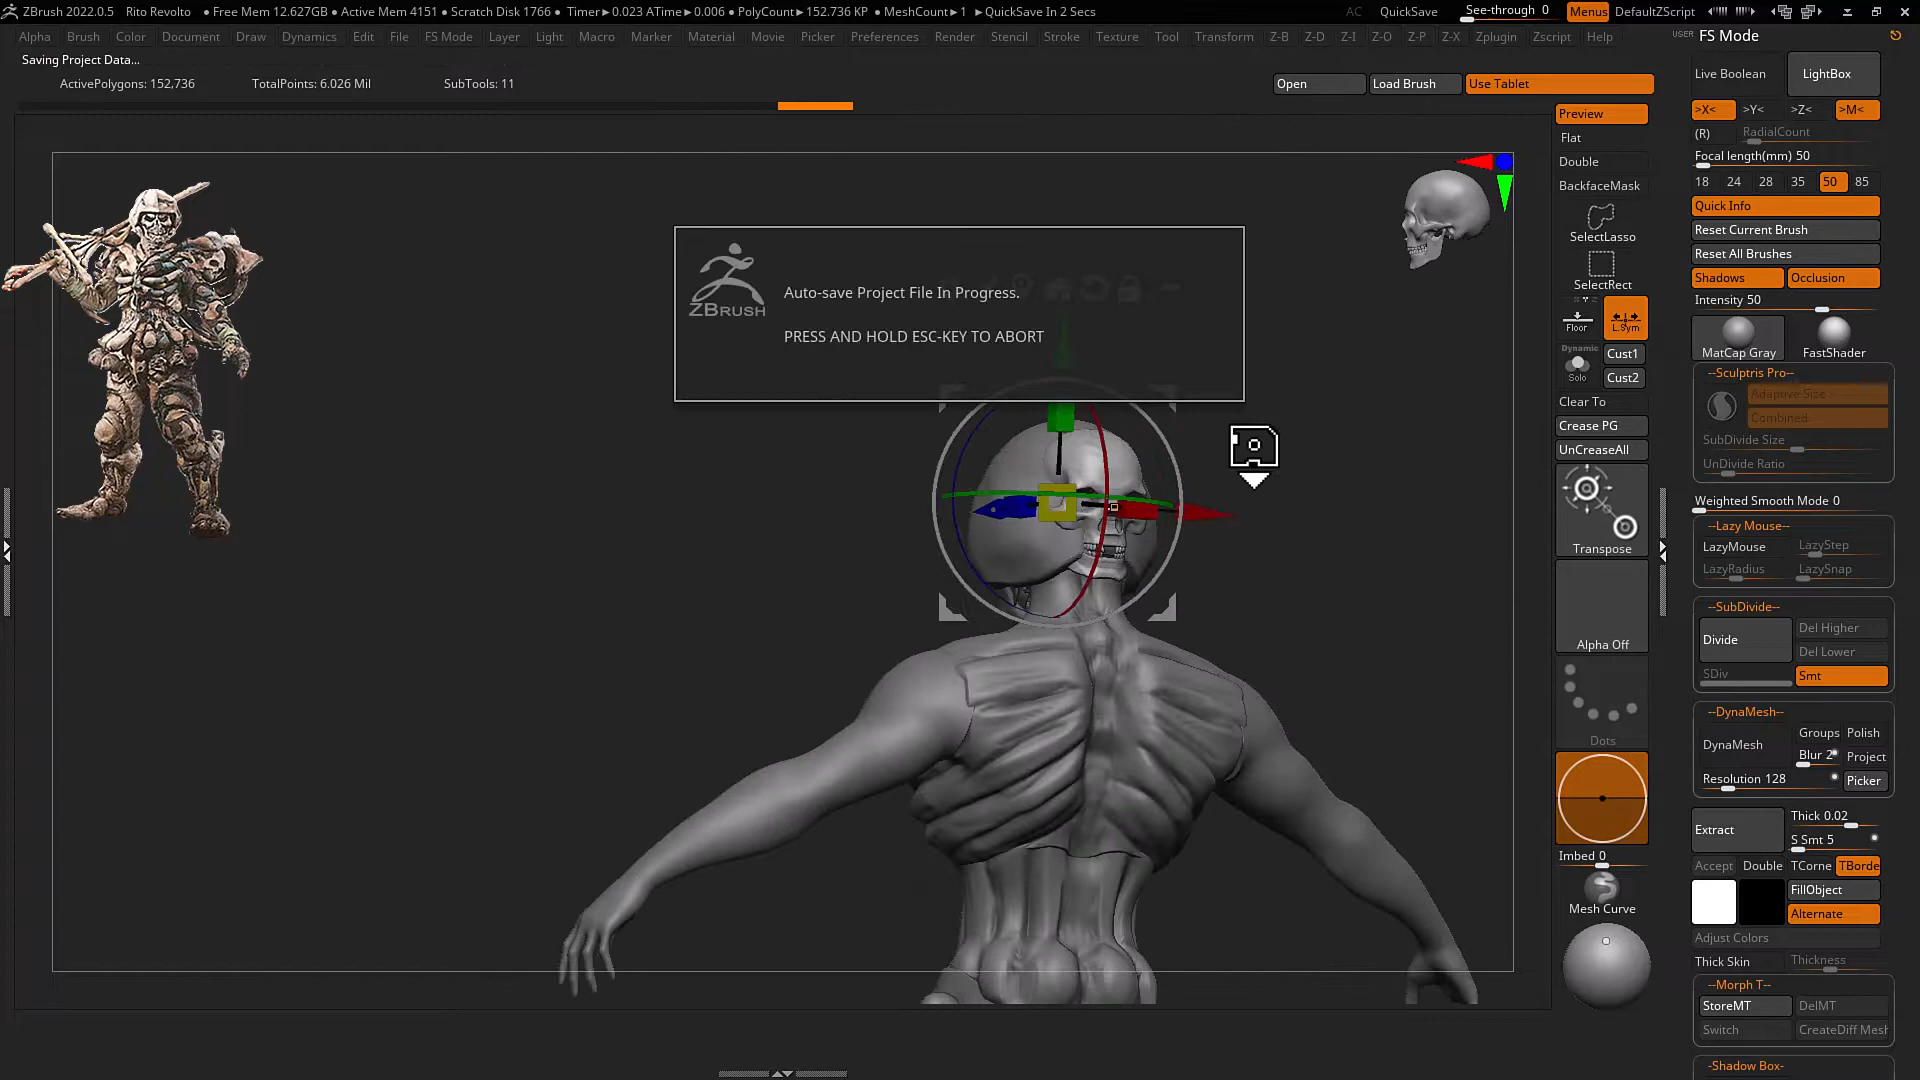 ZBrush 2022.0.5 Rito Revolto ● Free Mem 12.627GB ● Active Mem 4151 ● Scratch Disk 1766 ● Timer►0.023 ATime►0.006 ● PolyCount►152.736 KP ● MeshCount►1 ►QuickSave In 2 Secs AC QuickSave See-through 0 Menus DefaultZScript
Alpha Brush Color Document Draw Dynamics Edit File FS Mode Layer Light Macro Marker Material Movie Picker Preferences Render Stencil Stroke Texture Tool Transform Z-B Z-D Z-I Z-O Z-P Z-X Zplugin Zscript Help USER FS Mode
Saving Project Data...
ActivePolygons: 152,736 TotalPoints: 6.026 Mil SubTools: 11 Open Load Brush Use Tablet
Preview
Flat
Double
BackfaceMask
SelectLasso
SelectRect
Floor L.Sym
Dynamic
Solo
Cust1
Cust2
Clear To
Crease PG
UnCreaseAll
Transpose
Alpha Off
Dots
Imbed 0
Mesh Curve
ZBRUSH
Auto-save Project File In Progress.
PRESS AND HOLD ESC-KEY TO ABORT
Live Boolean LightBox
>X< >Y< >Z< >M<
(R) RadialCount
Focal length(mm) 50
18 24 28 35 50 85
Quick Info
Reset Current Brush
Reset All Brushes
Shadows Occlusion
Intensity 50
MatCap Gray FastShader
--Sculptris Pro--
Adaptive Size
Combined
SubDivide Size
UnDivide Ratio
Weighted Smooth Mode 0
--Lazy Mouse--
LazyMouse LazyStep
LazyRadius LazySnap
--SubDivide--
Divide Del Higher
Del Lower
SDiv Smt
--DynaMesh--
Groups Polish
DynaMesh Blur 2 Project
Resolution 128 Picker
Extract Thick 0.02
S Smt 5
Accept Double TCorne TBorde
FillObject
Alternate
Adjust Colors
Thick Skin Thickness
--Morph T--
StoreMT DelMT
Switch CreateDiff Mesh
--Shadow Box-